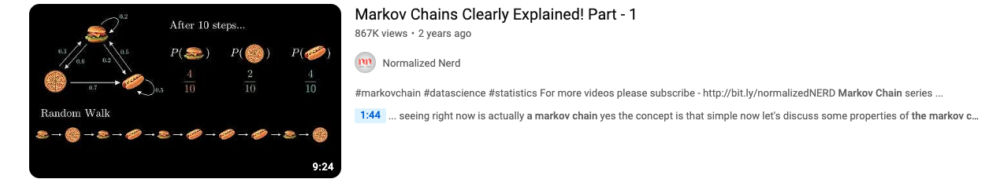 Markov Chains Clearly Explained! Part - 1
867K views • 2 years ago
Normalized Nerd
#markovchain #datascience #statistics For more videos please subscribe - http://bit.ly/normalizedNERD Markov Chain series ...
1:44 ... seeing right now is actually a markov chain yes the concept is that simple now let's discuss some properties of the markov c...
After 10 steps...
P( ) P( ) P( )
4/10 2/10 4/10
0.2
0.3 0.6 0.2 0.5
0.7 0.5
Random Walk
9:24